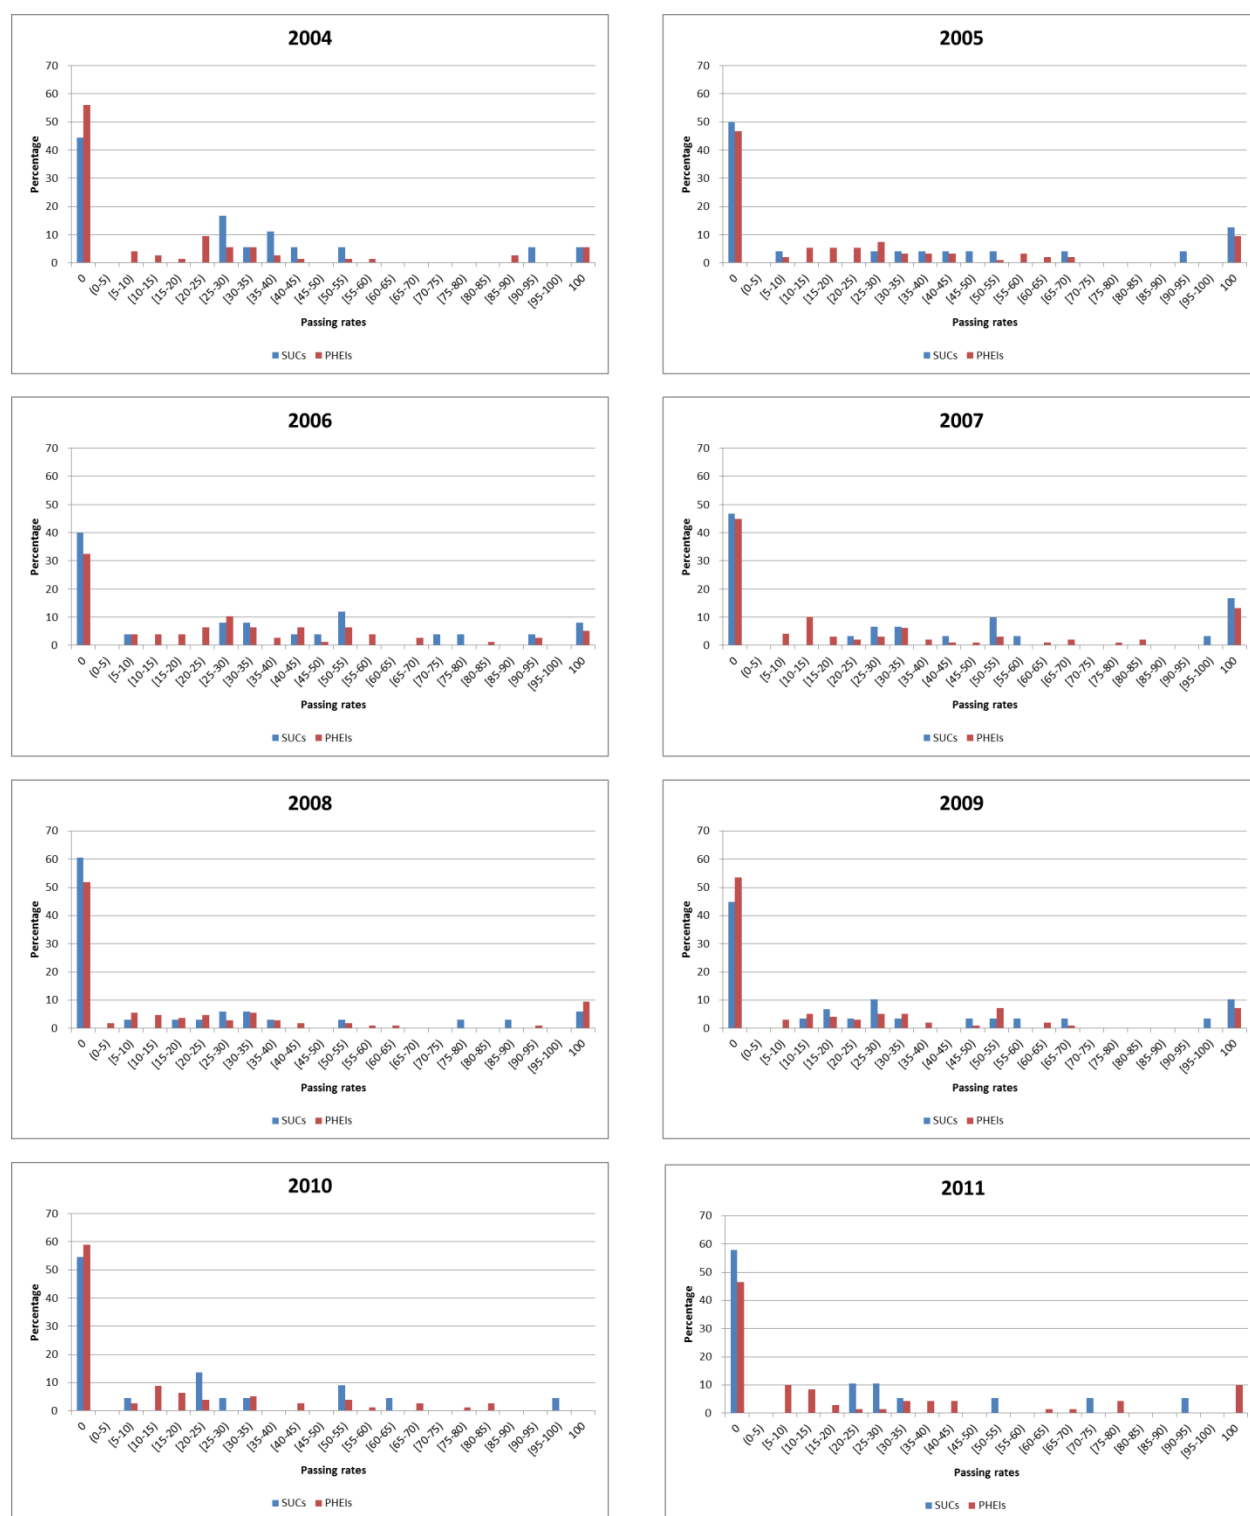 2004
70
60
50
40
30
20
10
0
Percentage
0 (0-5) [5-10) [10-15) [15-20) [20-25) [25-30) [30-35) [35-40) [40-45) [45-50) [50-55) [55-60) [60-65) [65-70) [70-75) [75-80) [80-85) [85-90) [90-95) [95-100) 100
Passing rates
SUCs PHEIs
2005
70
60
50
40
30
20
10
0
Percentage
0 (0-5) [5-10) [10-15) [15-20) [20-25) [25-30) [30-35) [35-40) [40-45) [45-50) [50-55) [55-60) [60-65) [65-70) [70-75) [75-80) [80-85) [85-90) [90-95) [95-100) 100
Passing rates
SUCs PHEIs
2006
70
60
50
40
30
20
10
0
Percentage
0 (0-5) [5-10) [10-15) [15-20) [20-25) [25-30) [30-35) [35-40) [40-45) [45-50) [50-55) [55-60) [60-65) [65-70) [70-75) [75-80) [80-85) [85-90) [90-95) [95-100) 100
Passing rates
SUCs PHEIs
2007
70
60
50
40
30
20
10
0
Percentage
0 (0-5) [5-10) [10-15) [15-20) [20-25) [25-30) [30-35) [35-40) [40-45) [45-50) [50-55) [55-60) [60-65) [65-70) [70-75) [75-80) [80-85) [85-90) [90-95) [95-100) 100
Passing rates
SUCs PHEIs
2008
70
60
50
40
30
20
10
0
Percentage
0 (0-5) [5-10) [10-15) [15-20) [20-25) [25-30) [30-35) [35-40) [40-45) [45-50) [50-55) [55-60) [60-65) [65-70) [70-75) [75-80) [80-85) [85-90) [90-95) [95-100) 100
Passing rates
SUCs PHEIs
2009
70
60
50
40
30
20
10
0
Percentage
0 (0-5) [5-10) [10-15) [15-20) [20-25) [25-30) [30-35) [35-40) [40-45) [45-50) [50-55) [55-60) [60-65) [65-70) [70-75) [75-80) [80-85) [85-90) [90-95) [95-100) 100
Passing rates
SUCs PHEIs
2010
70
60
50
40
30
20
10
0
Percentage
0 (0-5) [5-10) [10-15) [15-20) [20-25) [25-30) [30-35) [35-40) [40-45) [45-50) [50-55) [55-60) [60-65) [65-70) [70-75) [75-80) [80-85) [85-90) [90-95) [95-100) 100
Passing rates
SUCs PHEIs
2011
70
60
50
40
30
20
10
0
Percentage
0 (0-5) [5-10) [10-15) [15-20) [20-25) [25-30) [30-35) [35-40) [40-45) [45-50) [50-55) [55-60) [60-65) [65-70) [70-75) [75-80) [80-85) [85-90) [90-95) [95-100) 100
Passing rates
SUCs PHEIs